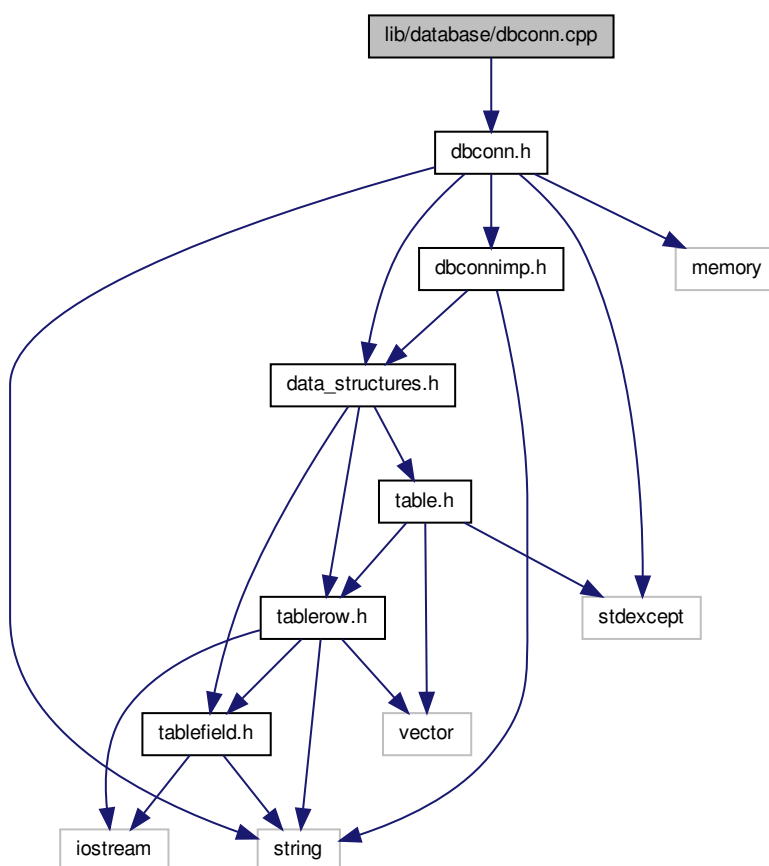 lib/database/dbconn.cpp
dbconn.h
dbconnimp.h
memory
data_structures.h
table.h
tablerow.h
stdexcept
tablefield.h
vector
iostream
string